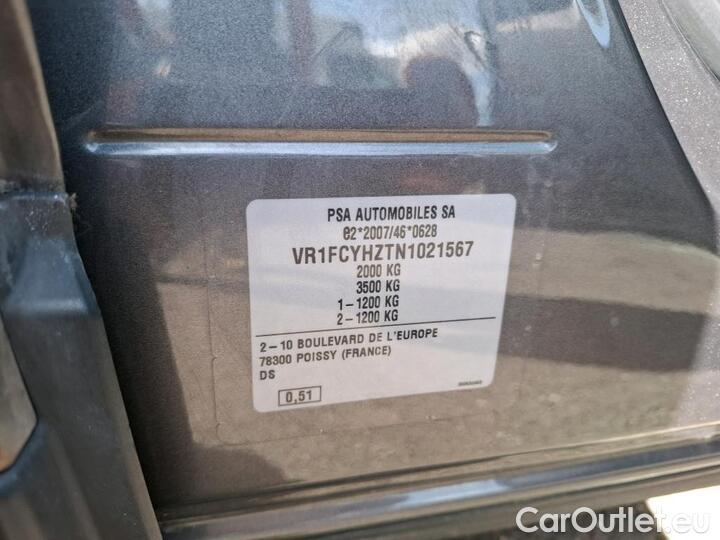 PSA AUTOMOBILES SA
e2*2007/46*0628
VR1FCYHZTN1021567
2000 KG
3500 KG
1-1200 KG
2-1200 KG
2-10 BOULEVARD DE L'EUROPE
78300 POISSY (FRANCE)
DS
0,51
CarOutlet.eu